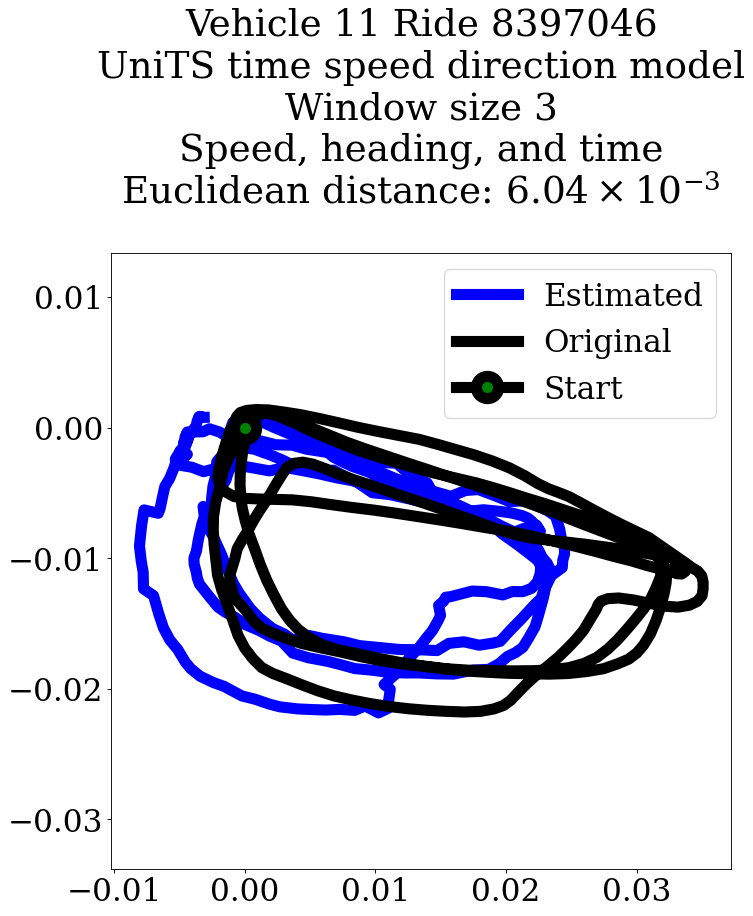 Vehicle 11 Ride 8397046
UniTS time speed direction model
Window size 3
Speed, heading, and time
Euclidean distance: 6.04 × 10⁻³
Estimated
Original
Start
0.01
0.00
−0.01
−0.02
−0.03
−0.01 0.00 0.01 0.02 0.03